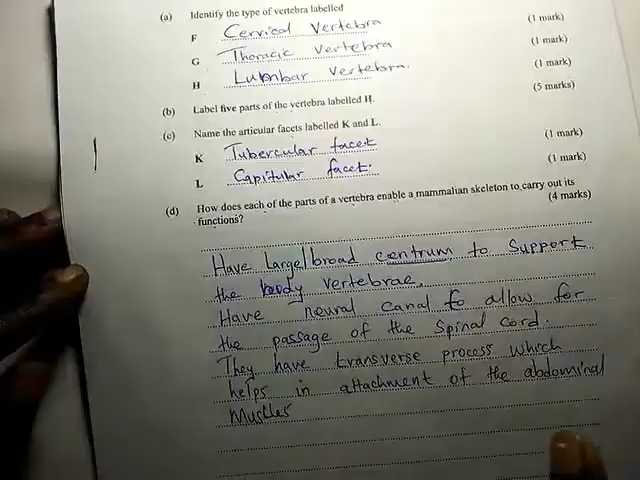 (a) Identify the type of vertebra labelled
F Cervical Vertebra (1 mark)
G Thoracic vertebra (1 mark)
H Lumbar vertebra. (1 mark)
(b) Label five parts of the vertebra labelled H. (5 marks)
(c) Name the articular facets labelled K and L.
K Tubercular facet (1 mark)
L Capitular facet. (1 mark)
(d) How does each of the parts of a vertebra enable a mammalian skeleton to carry out its
functions? (4 marks)
Have large/broad centrum to Support
the body vertebrae.
Have neural canal to allow for
the passage of the Spinal cord.
They have transverse process which
helps in attachment of the abdominal
Muscles